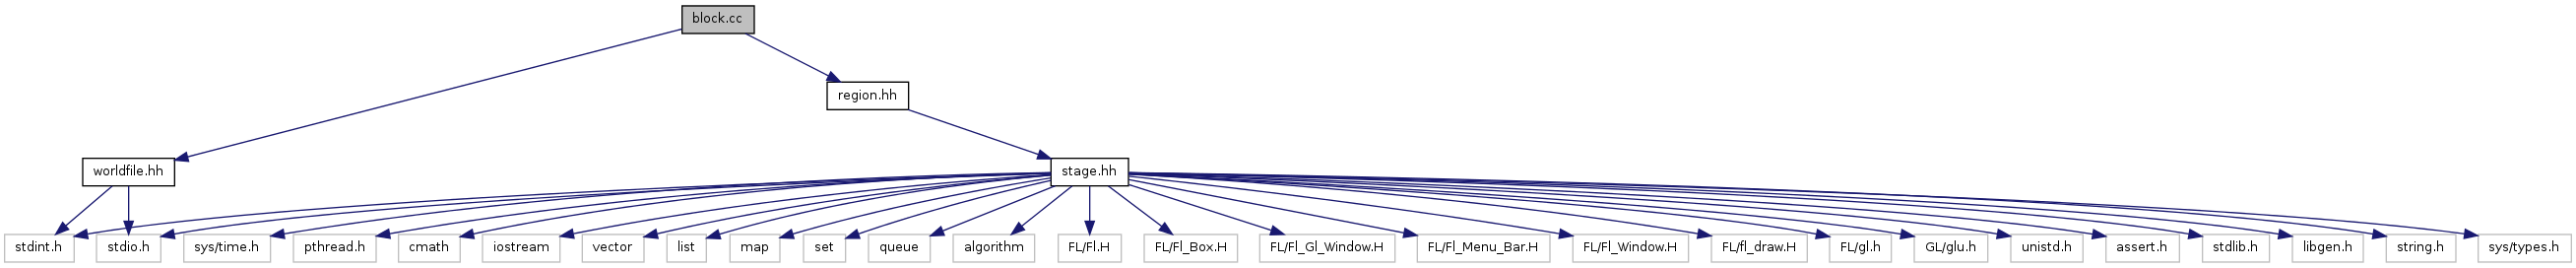 block.cc
region.hh
worldfile.hh
stage.hh
stdint.h
stdio.h
sys/time.h
pthread.h
cmath
iostream
vector
list
map
set
queue
algorithm
FL/Fl.H
FL/Fl_Box.H
FL/Fl_Gl_Window.H
FL/Fl_Menu_Bar.H
FL/Fl_Window.H
FL/fl_draw.H
FL/gl.h
GL/glu.h
unistd.h
assert.h
stdlib.h
libgen.h
string.h
sys/types.h